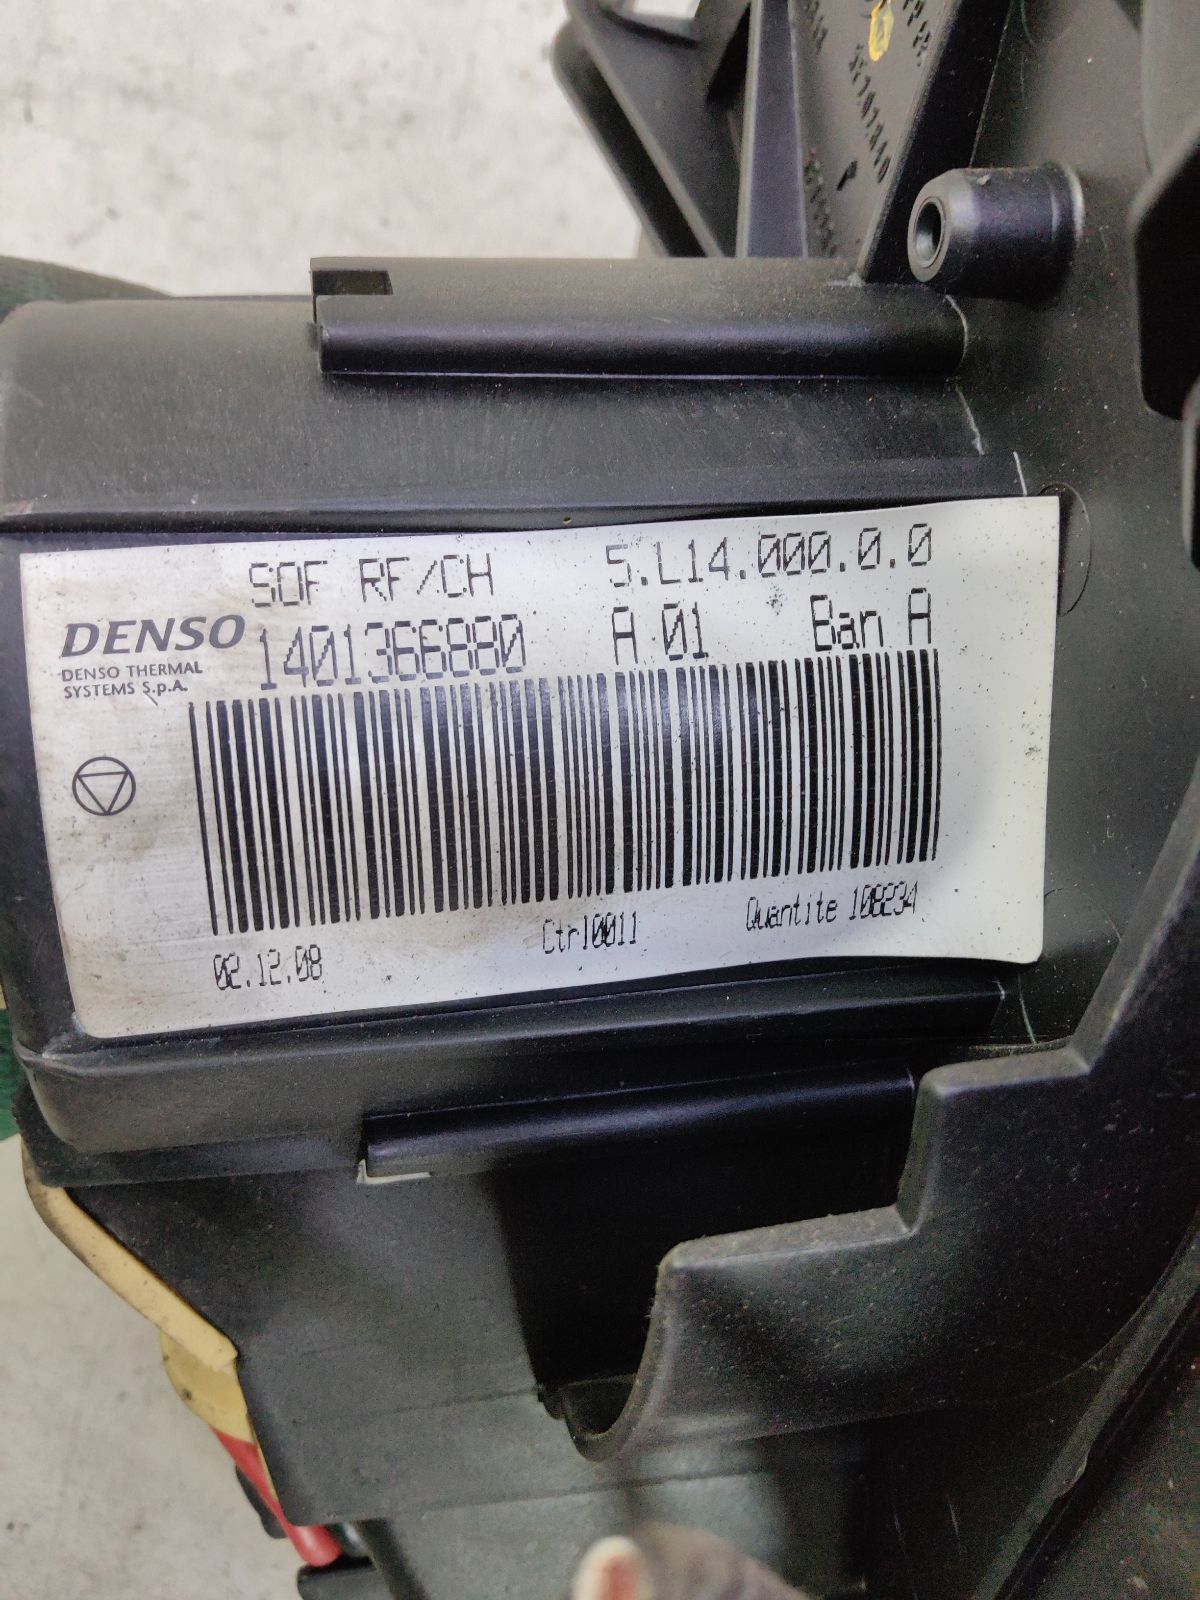 SOF RF/CH 5.L14.000.0.0
DENSO 1401366880 A 01 Ban A
DENSO THERMAL
SYSTEMS S.p.A.
02.12.08 Ctrl0011 Quantite 108234